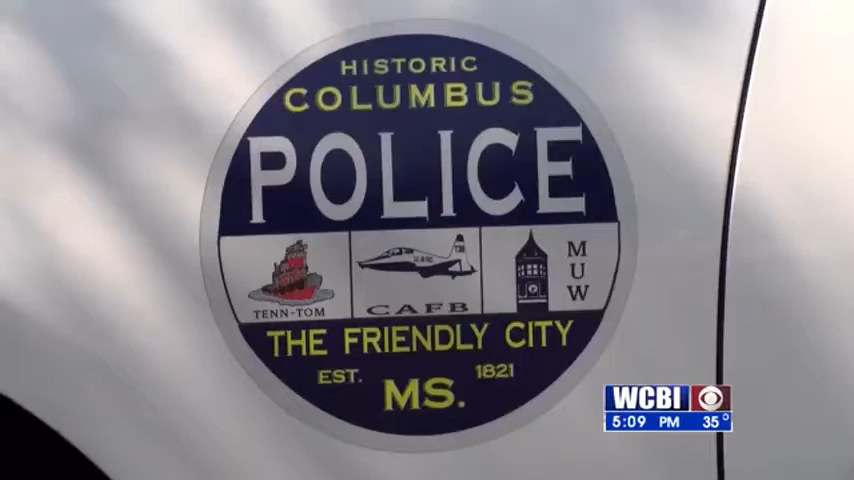 HISTORIC
COLUMBUS
POLICE
TENN-TOM
CAFB
MUW
THE FRIENDLY CITY
EST. 1821
MS.
WCBI
5:09 PM 35°